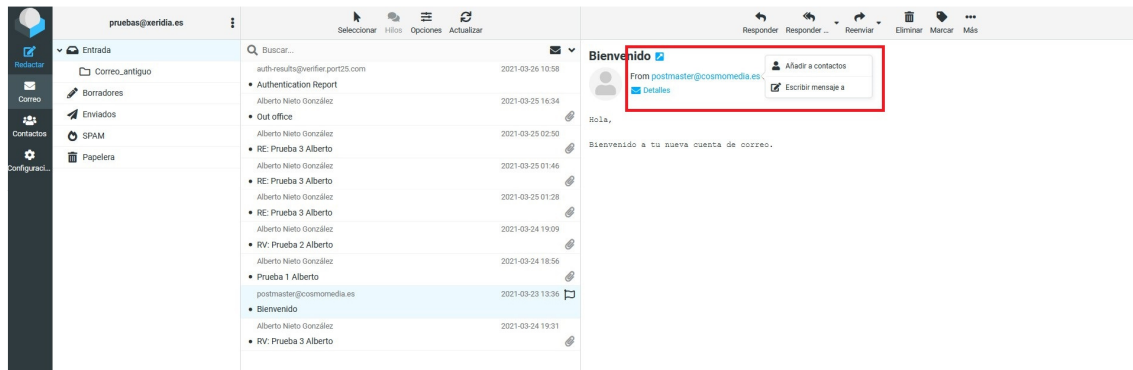 pruebas@xeridia.es
Redactar
Correo
Contactos
Configuraci...
Entrada
Correo_antiguo
Borradores
Enviados
SPAM
Papelera
Seleccionar Hilos Opciones Actualizar
Buscar...
auth-results@verifier.port25.com 2021-03-26 10:58
Authentication Report
Alberto Nieto González 2021-03-25 16:34
Out office
Alberto Nieto González 2021-03-25 02:50
RE: Prueba 3 Alberto
Alberto Nieto González 2021-03-25 01:46
RE: Prueba 3 Alberto
Alberto Nieto González 2021-03-25 01:28
RE: Prueba 3 Alberto
Alberto Nieto González 2021-03-24 19:09
RV: Prueba 2 Alberto
Alberto Nieto González 2021-03-24 18:56
Prueba 1 Alberto
postmaster@cosmomedia.es 2021-03-23 13:36
Bienvenido
Alberto Nieto González 2021-03-24 19:31
RV: Prueba 3 Alberto
Responder Responder ... Reenviar Eliminar Marcar Más
Bienvenido
From postmaster@cosmomedia.es
Detalles
Añadir a contactos
Escribir mensaje a
Hola,
Bienvenido a tu nueva cuenta de correo.